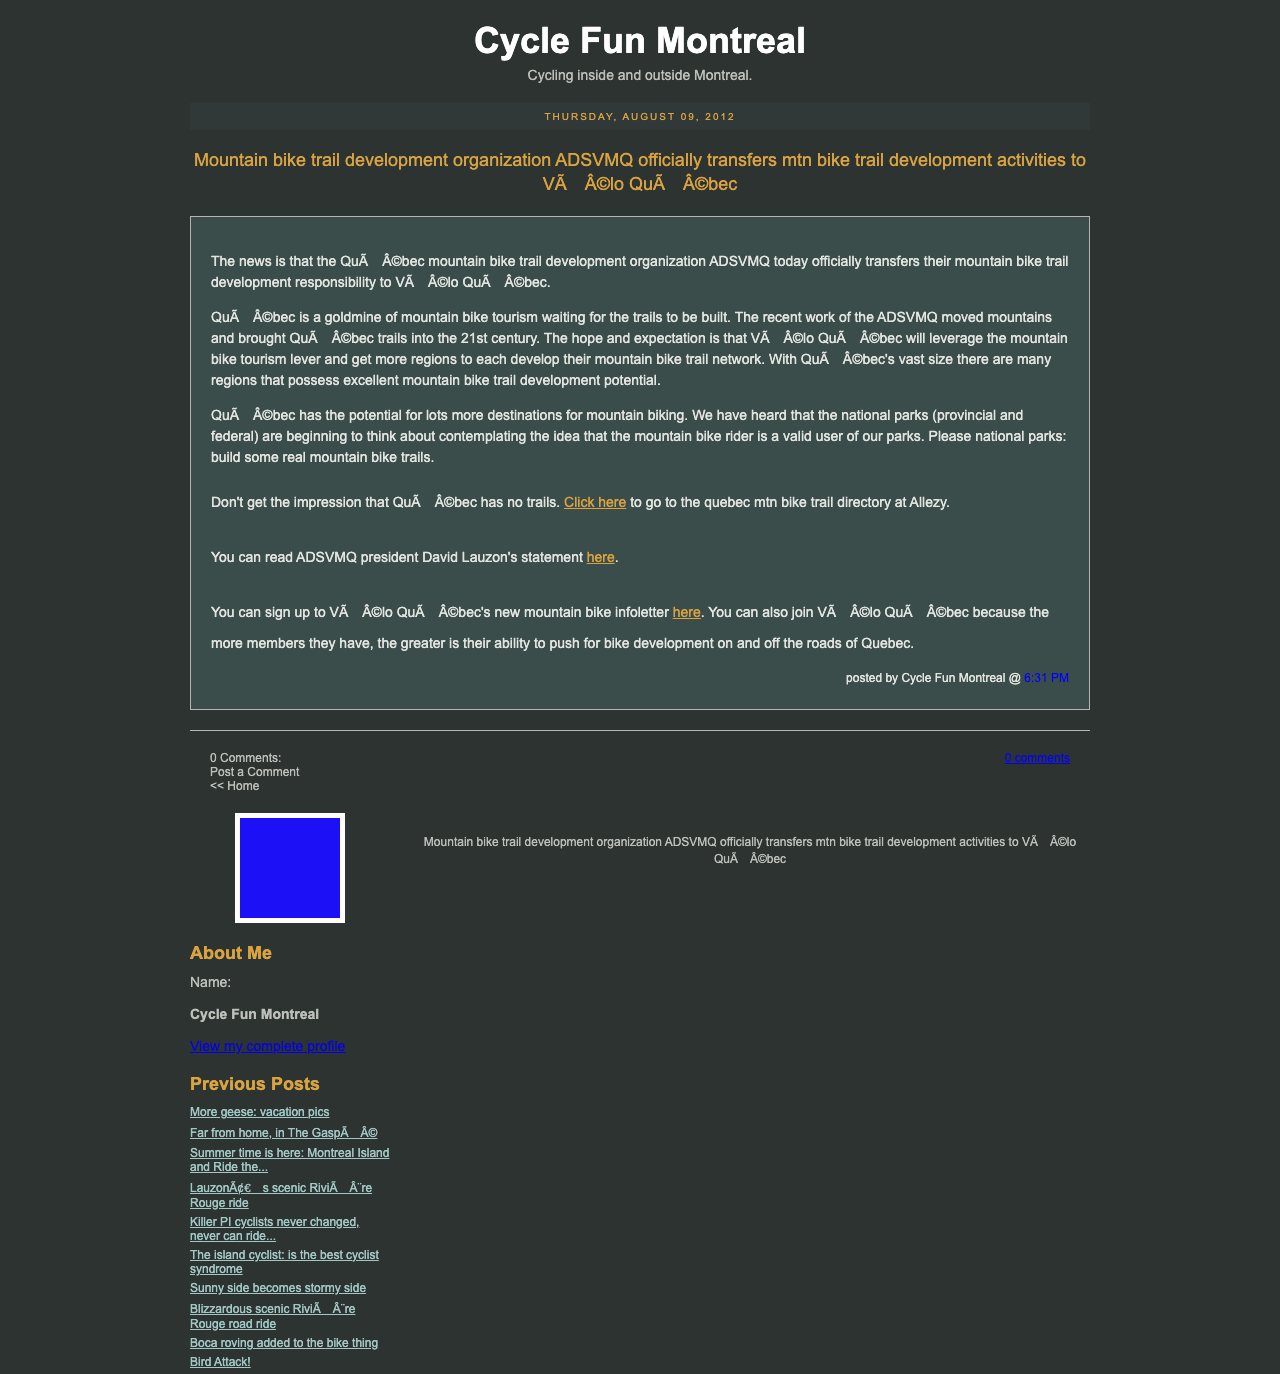 Cycle Fun Montreal
Cycling inside and outside Montreal.
THURSDAY, AUGUST 09, 2012
Mountain bike trail development organization ADSVMQ officially transfers mtn bike trail development activities to
VÃ Â©lo QuÃ Â©bec
The news is that the QuÃ Â©bec mountain bike trail development organization ADSVMQ today officially transfers their mountain bike trail
development responsibility to VÃ Â©lo QuÃ Â©bec.
QuÃ Â©bec is a goldmine of mountain bike tourism waiting for the trails to be built. The recent work of the ADSVMQ moved mountains
and brought QuÃ Â©bec trails into the 21st century. The hope and expectation is that VÃ Â©lo QuÃ Â©bec will leverage the mountain
bike tourism lever and get more regions to each develop their mountain bike trail network. With QuÃ Â©bec's vast size there are many
regions that possess excellent mountain bike trail development potential.
QuÃ Â©bec has the potential for lots more destinations for mountain biking. We have heard that the national parks (provincial and
federal) are beginning to think about contemplating the idea that the mountain bike rider is a valid user of our parks. Please national parks:
build some real mountain bike trails.
Don't get the impression that QuÃ Â©bec has no trails. Click here to go to the quebec mtn bike trail directory at Allezy.
You can read ADSVMQ president David Lauzon's statement here.
You can sign up to VÃ Â©lo QuÃ Â©bec's new mountain bike infoletter here. You can also join VÃ Â©lo QuÃ Â©bec because the
more members they have, the greater is their ability to push for bike development on and off the roads of Quebec.
posted by Cycle Fun Montreal @ 6:31 PM
0 Comments:
0 comments
Post a Comment
<< Home
Mountain bike trail development organization ADSVMQ officially transfers mtn bike trail development activities to VÃ Â©lo
QuÃ Â©bec
About Me
Name:
Cycle Fun Montreal
View my complete profile
Previous Posts
More geese: vacation pics
Far from home, in The GaspÃ Â©
Summer time is here: Montreal Island
and Ride the...
LauzonÃ¢€ s scenic RiviÃ Â¨re
Rouge ride
Killer PI cyclists never changed,
never can ride...
The island cyclist: is the best cyclist
syndrome
Sunny side becomes stormy side
Blizzardous scenic RiviÃ Â¨re
Rouge road ride
Boca roving added to the bike thing
Bird Attack!